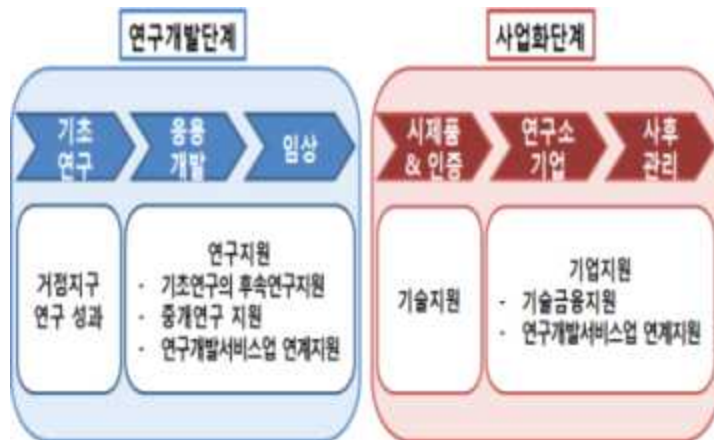 연구개발단계
기초
연구
응용
개발
임상
거점지구
연구 성과
연구지원
- 기초연구의 후속연구지원
- 중개연구 지원
- 연구개발서비스업 연계지원
사업화단계
시제품
& 인증
연구소
기업
사후
관리
기술지원
기업지원
- 기술금융지원
- 연구개발서비스업 연계지원